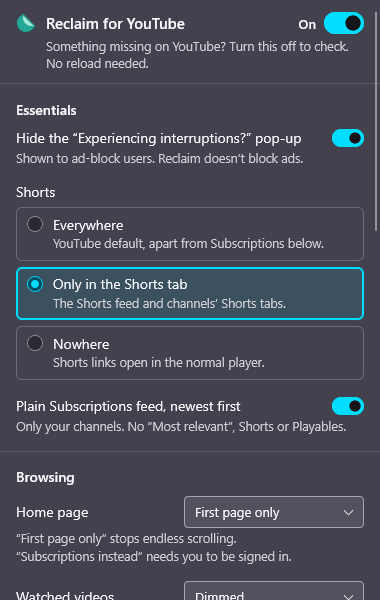 Reclaim for YouTube
On
Something missing on YouTube? Turn this off to check.
No reload needed.
Essentials
Hide the “Experiencing interruptions?” pop-up
Shown to ad-block users. Reclaim doesn’t block ads.
Shorts
Everywhere
YouTube default, apart from Subscriptions below.
Only in the Shorts tab
The Shorts feed and channels’ Shorts tabs.
Nowhere
Shorts links open in the normal player.
Plain Subscriptions feed, newest first
Only your channels. No “Most relevant”, Shorts or Playables.
Browsing
Home page
First page only
“First page only” stops endless scrolling.
“Subscriptions instead” needs you to be signed in.
Watched videos
Dimmed